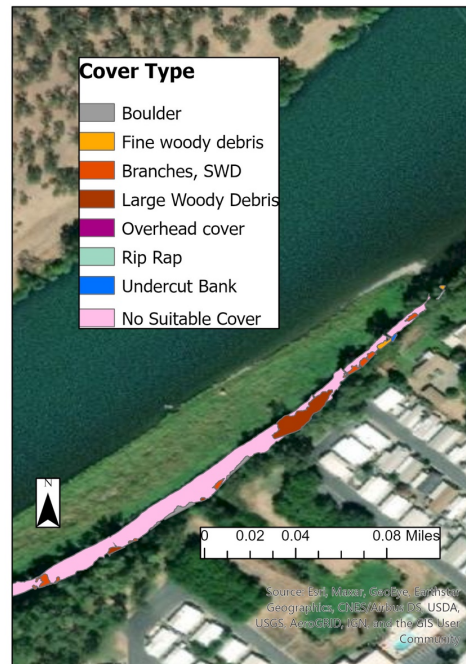 Cover Type
Boulder
Fine woody debris
Branches, SWD
Large Woody Debris
Overhead cover
Rip Rap
Undercut Bank
No Suitable Cover
N
0 0.02 0.04 0.08 Miles
Source: Esri, Maxar, GeoEye, Earthstar
Geographics, CNES/Airbus DS, USDA,
USGS, AeroGRID, IGN, and the GIS User
Community